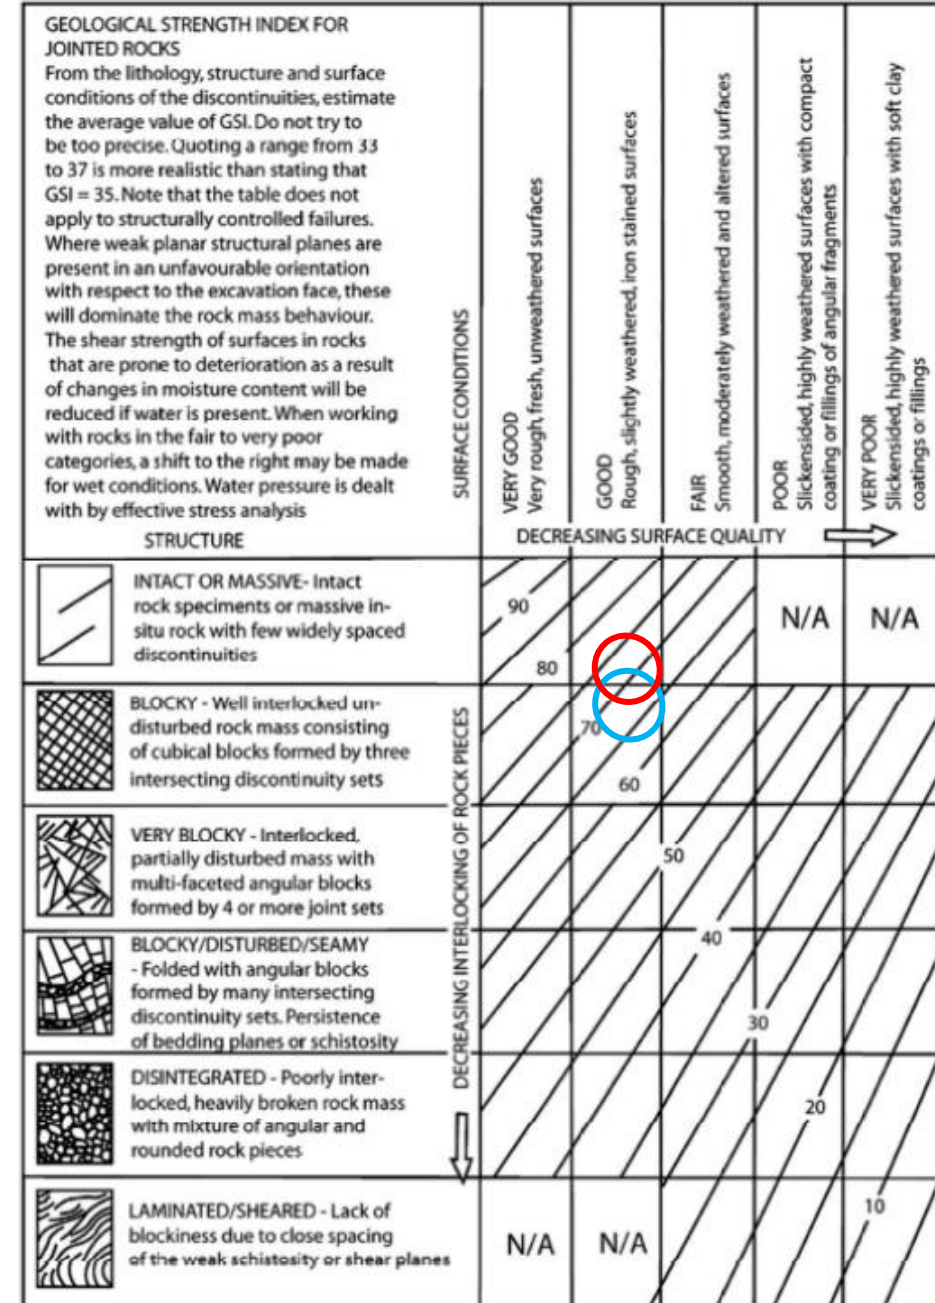 GEOLOGICAL STRENGTH INDEX FOR
JOINTED ROCKS
From the lithology, structure and surface
conditions of the discontinuities, estimate
the average value of GSI. Do not try to
be too precise. Quoting a range from 33
to 37 is more realistic than stating that
GSI = 35. Note that the table does not
apply to structurally controlled failures.
Where weak planar structural planes are
present in an unfavourable orientation
with respect to the excavation face, these
will dominate the rock mass behaviour.
The shear strength of surfaces in rocks
that are prone to deterioration as a result
of changes in moisture content will be
reduced if water is present. When working
with rocks in the fair to very poor
categories, a shift to the right may be made
for wet conditions. Water pressure is dealt
with by effective stress analysis
STRUCTURE
SURFACE CONDITIONS
VERY GOOD
Very rough, fresh, unweathered surfaces
GOOD
Rough, slightly weathered, iron stained surfaces
FAIR
Smooth, moderately weathered and altered surfaces
POOR
Slickensided, highly weathered surfaces with compact
coating or fillings of angular fragments
VERY POOR
Slickensided, highly weathered surfaces with soft clay
coatings or fillings
DECREASING SURFACE QUALITY
DECREASING INTERLOCKING OF ROCK PIECES
INTACT OR MASSIVE- Intact
rock speciments or massive in-
situ rock with few widely spaced
discontinuities
90
80
N/A
N/A
BLOCKY - Well interlocked un-
disturbed rock mass consisting
of cubical blocks formed by three
intersecting discontinuity sets
70
60
VERY BLOCKY - Interlocked,
partially disturbed mass with
multi-faceted angular blocks
formed by 4 or more joint sets
50
BLOCKY/DISTURBED/SEAMY
- Folded with angular blocks
formed by many intersecting
discontinuity sets. Persistence
of bedding planes or schistosity
40
30
DISINTEGRATED - Poorly inter-
locked, heavily broken rock mass
with mixture of angular and
rounded rock pieces
20
LAMINATED/SHEARED - Lack of
blockiness due to close spacing
of the weak schistosity or shear planes
N/A
N/A
10